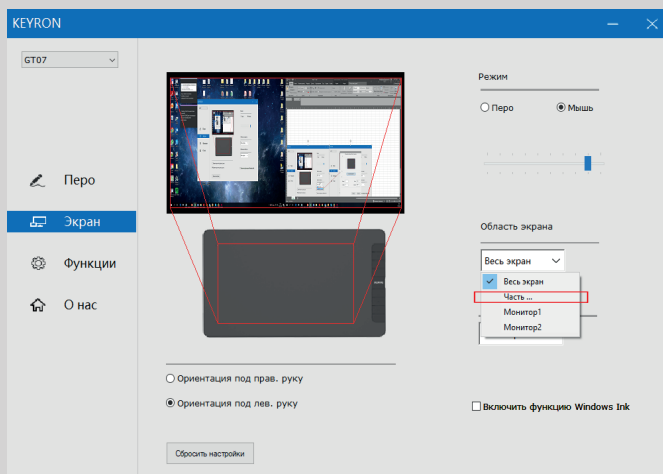 KEYRON
GT07
Перо
Экран
Функции
О нас
Ориентация под прав. руку
Ориентация под лев. руку
Сбросить настройки
Режим
Перо
Мышь
Область экрана
Весь экран
Весь экран
Часть ...
Монитор1
Монитор2
Включить функцию Windows Ink